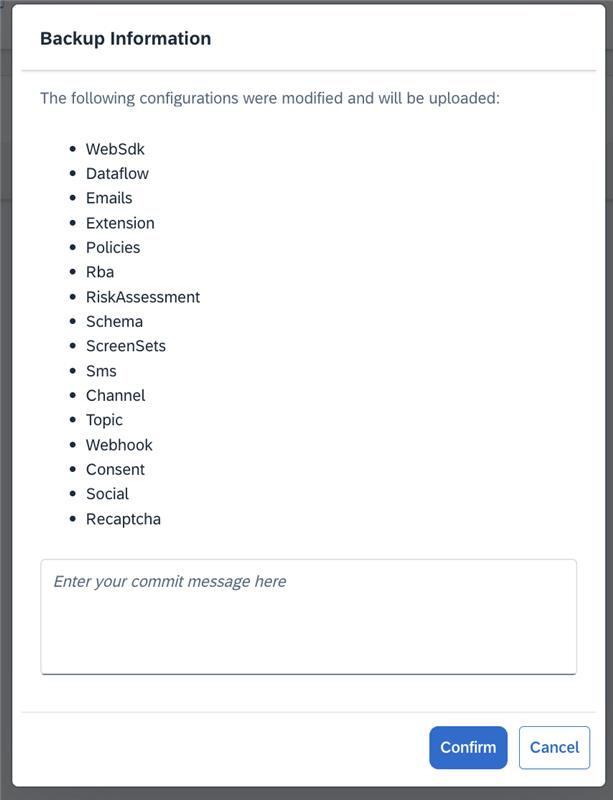 Backup Information
The following configurations were modified and will be uploaded:
WebSdk
Dataflow
Emails
Extension
Policies
Rba
RiskAssessment
Schema
ScreenSets
Sms
Channel
Topic
Webhook
Consent
Social
Recaptcha
Enter your commit message here
Confirm Cancel